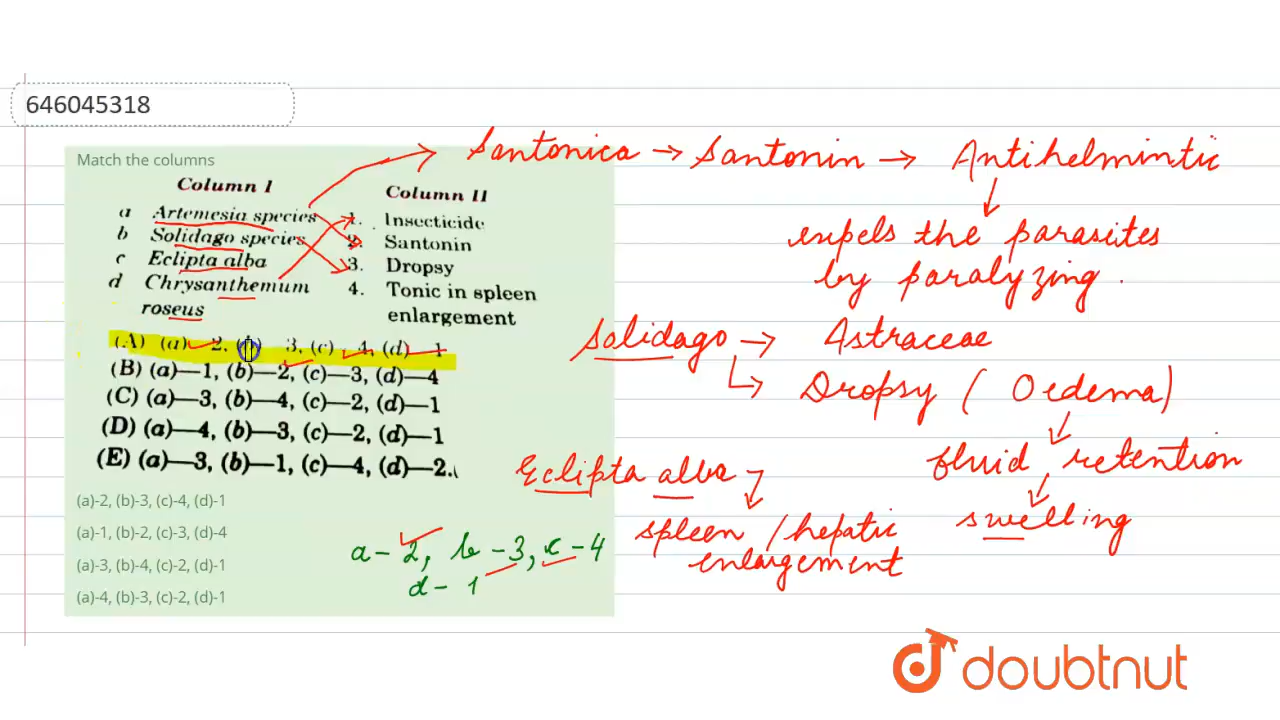 646045318
Match the columns
Column I
Column II
a Artemesia species
1. Insecticide
b Solidago species
2. Santonin
c Eclipta alba
3. Dropsy
d Chrysanthemum
roseus
4. Tonic in spleen
enlargement
(A) (a) 2, (b) 3, (c) 4, (d) 1
(B) (a)—1, (b)—2, (c)—3, (d)—4
(C) (a)—3, (b)—4, (c)—2, (d)—1
(D) (a)—4, (b)—3, (c)—2, (d)—1
(E) (a)—3, (b)—1, (c)—4, (d)—2.
(a)-2, (b)-3, (c)-4, (d)-1
(a)-1, (b)-2, (c)-3, (d)-4
(a)-3, (b)-4, (c)-2, (d)-1
(a)-4, (b)-3, (c)-2, (d)-1
a-2, b-3, c-4
d-1
Santonica → Santonin → Antihelmintic
expels the parasites
by paralyzing.
Solidago → Astraceae
Dropsy (Oedema)
fluid retention
swelling
Eclipta alba
spleen /hepatic
enlargement
doubtnut